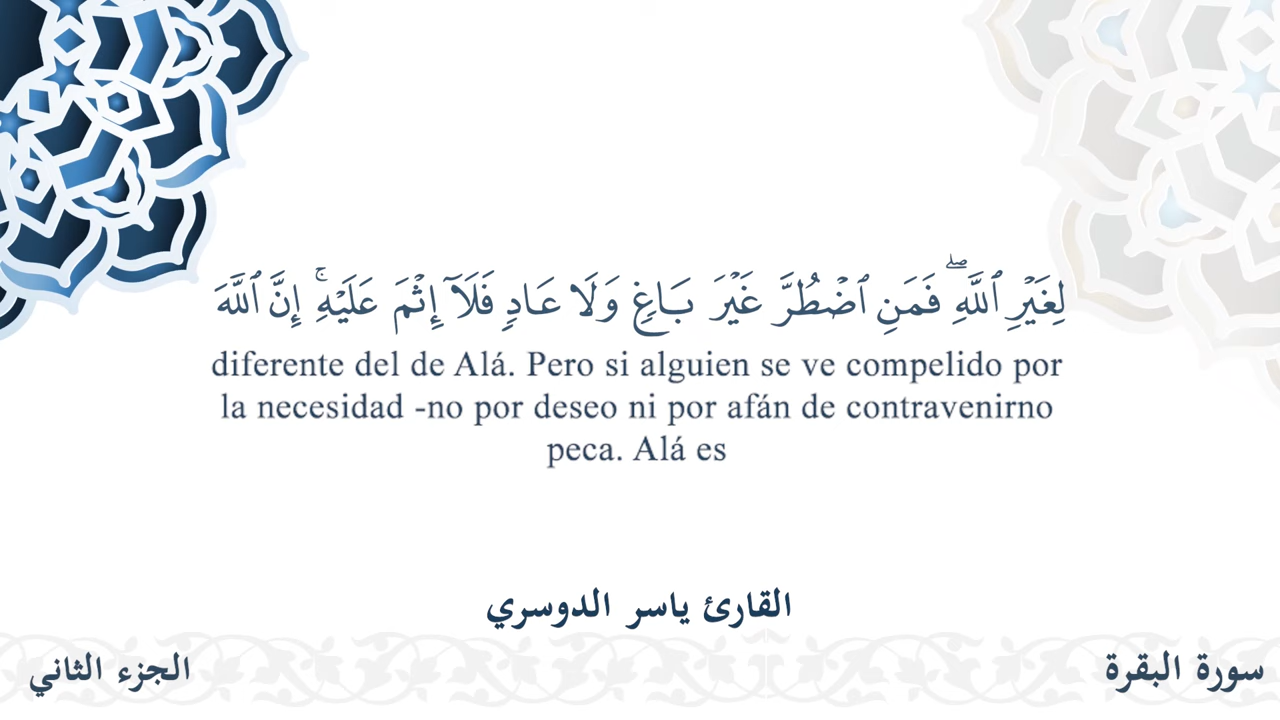 لِغَيۡرِ ٱللَّهِۖ فَمَنِ ٱضۡطُرَّ غَيۡرَ بَاغٖ وَلَا عَادٖ فَلَآ إِثۡمَ عَلَيۡهِۚ إِنَّ ٱللَّهَ
diferente del de Alá. Pero si alguien se ve compelido por
la necesidad -no por deseo ni por afán de contravenirno
peca. Alá es
القارئ ياسر الدوسري
سورة البقرة
الجزء الثاني